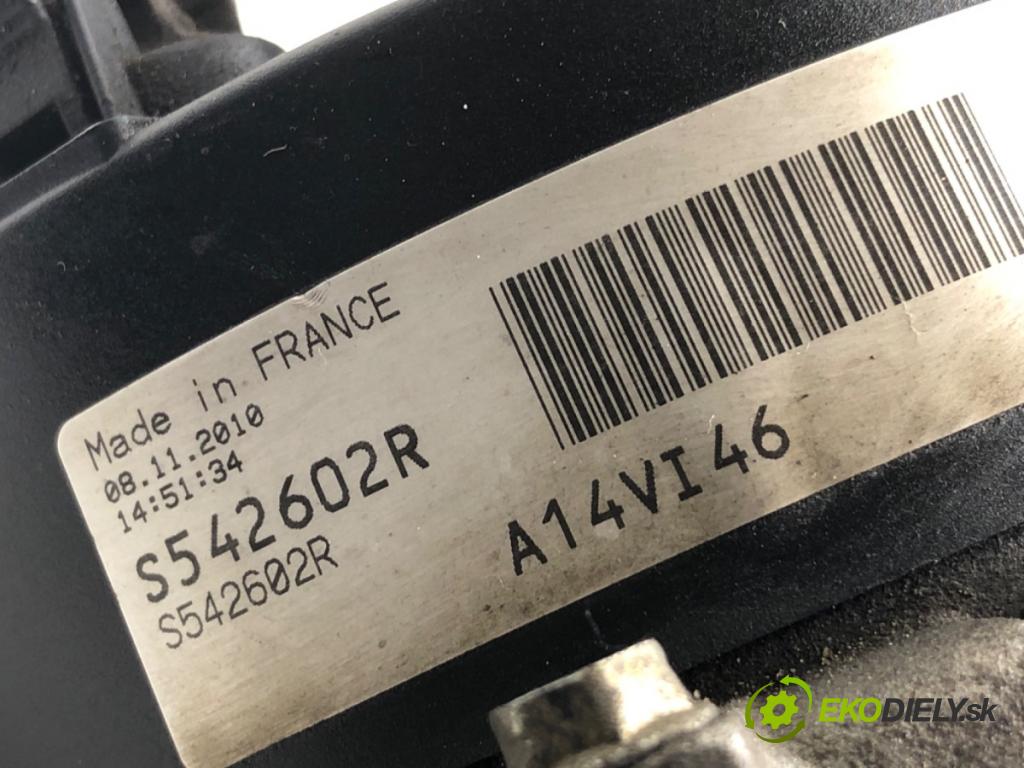 Made in FRANCE
08.11.2010
14:51:34
S542602R
S542602R
A14VI46
EKODIELY.sk